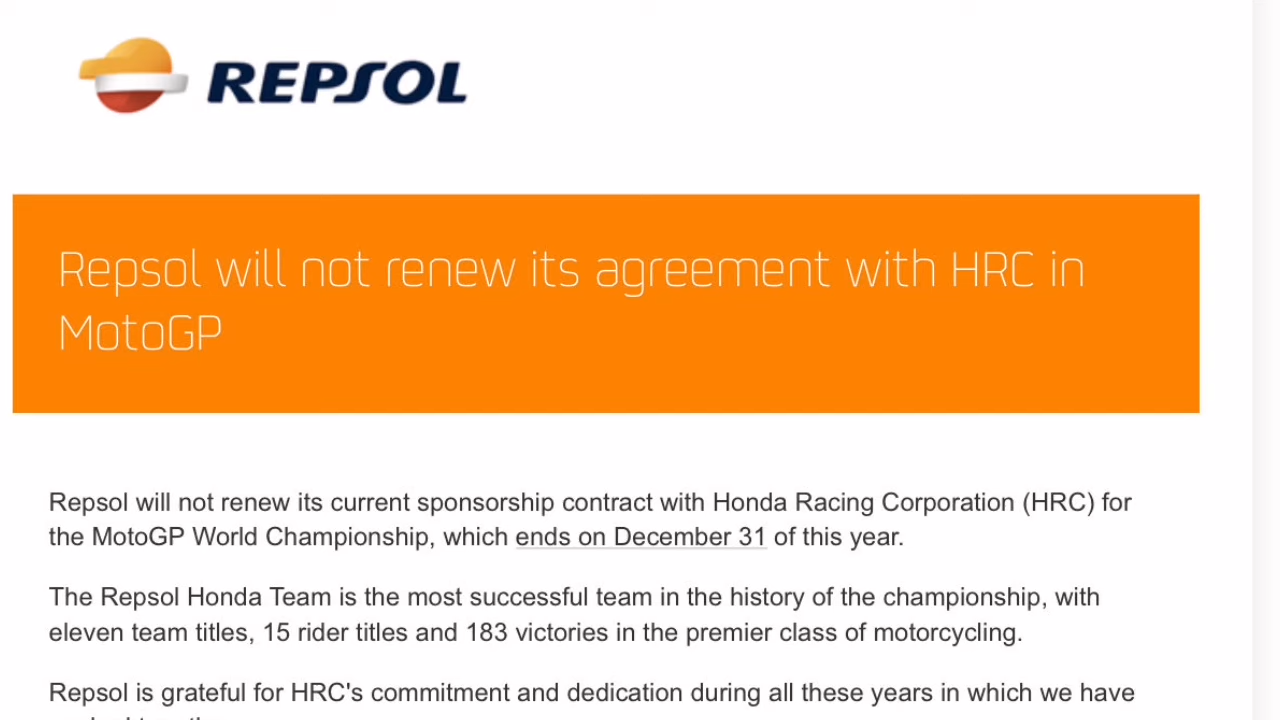 REPSOL
Repsol will not renew its agreement with HRC in
MotoGP
Repsol will not renew its current sponsorship contract with Honda Racing Corporation (HRC) for
the MotoGP World Championship, which ends on December 31 of this year.
The Repsol Honda Team is the most successful team in the history of the championship, with
eleven team titles, 15 rider titles and 183 victories in the premier class of motorcycling.
Repsol is grateful for HRC's commitment and dedication during all these years in which we have